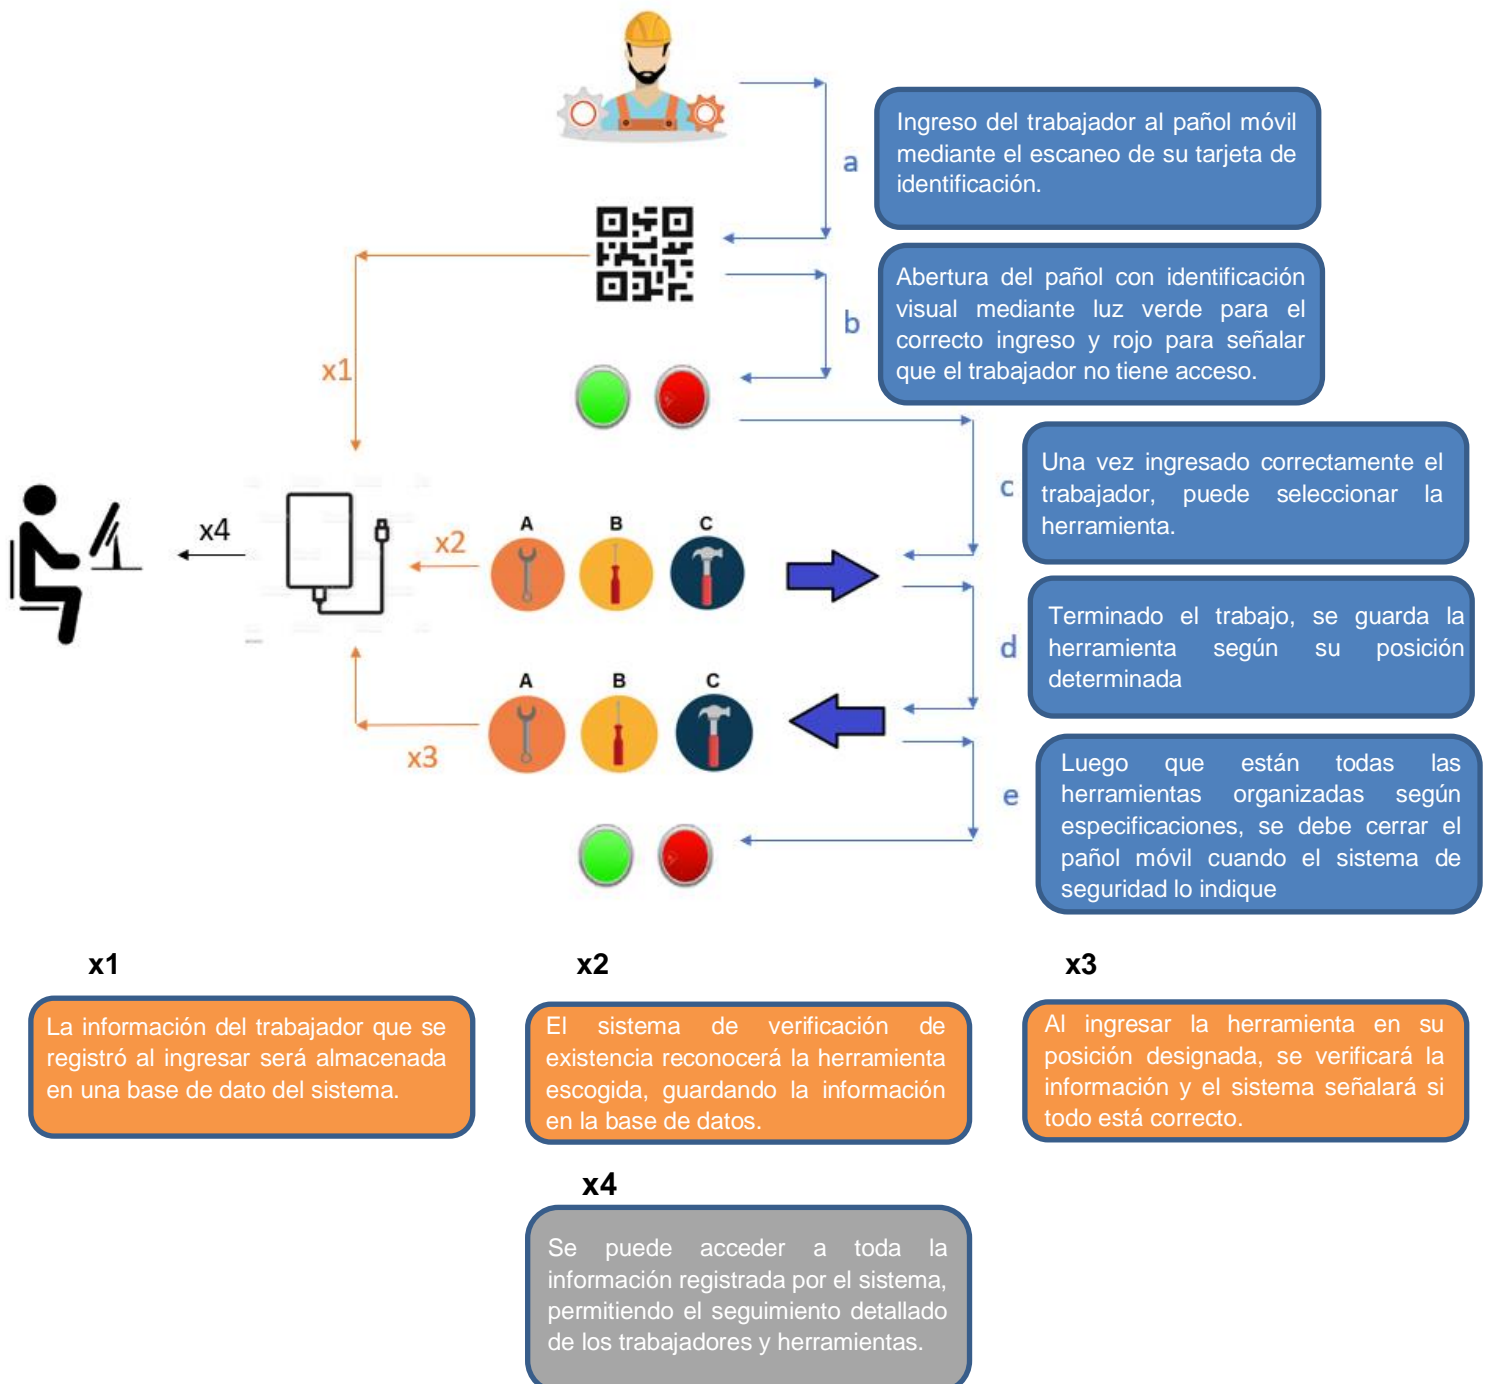 a
Ingreso del trabajador al pañol móvil
mediante el escaneo de su tarjeta de
identificación.
b
Abertura del pañol con identificación
visual mediante luz verde para el
correcto ingreso y rojo para señalar
que el trabajador no tiene acceso.
x1
c
Una vez ingresado correctamente el
trabajador, puede seleccionar la
herramienta.
x4
x2
A B C
d
Terminado el trabajo, se guarda la
herramienta según su posición
determinada
A B C
x3
e
Luego que están todas las
herramientas organizadas según
especificaciones, se debe cerrar el
pañol móvil cuando el sistema de
seguridad lo indique
x1
La información del trabajador que se
registró al ingresar será almacenada
en una base de dato del sistema.
x2
El sistema de verificación de
existencia reconocerá la herramienta
escogida, guardando la información
en la base de datos.
x3
Al ingresar la herramienta en su
posición designada, se verificará la
información y el sistema señalará si
todo está correcto.
x4
Se puede acceder a toda la
información registrada por el sistema,
permitiendo el seguimiento detallado
de los trabajadores y herramientas.